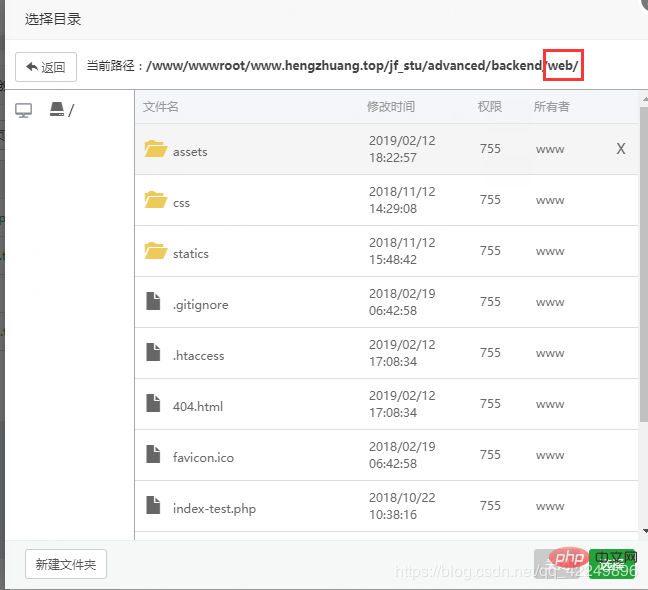 选择目录
返回 当前路径：/www/wwwroot/www.hengzhuang.top/jf_stu/advanced/backend/web/
/
文件名 修改时间 权限 所有者
assets 2019/02/12 18:22:57 755 www X
css 2018/11/12 14:29:08 755 www
statics 2018/11/12 15:48:42 755 www
.gitignore 2018/02/19 06:42:58 755 www
.htaccess 2019/02/12 17:08:34 755 www
404.html 2019/02/12 17:08:34 755 www
favicon.ico 2018/02/19 06:42:58 755 www
index-test.php 2018/10/22 10:38:16 755 www
新建文件夹
php 中文网
选择
https://blog.csdn.net/qq_42249896